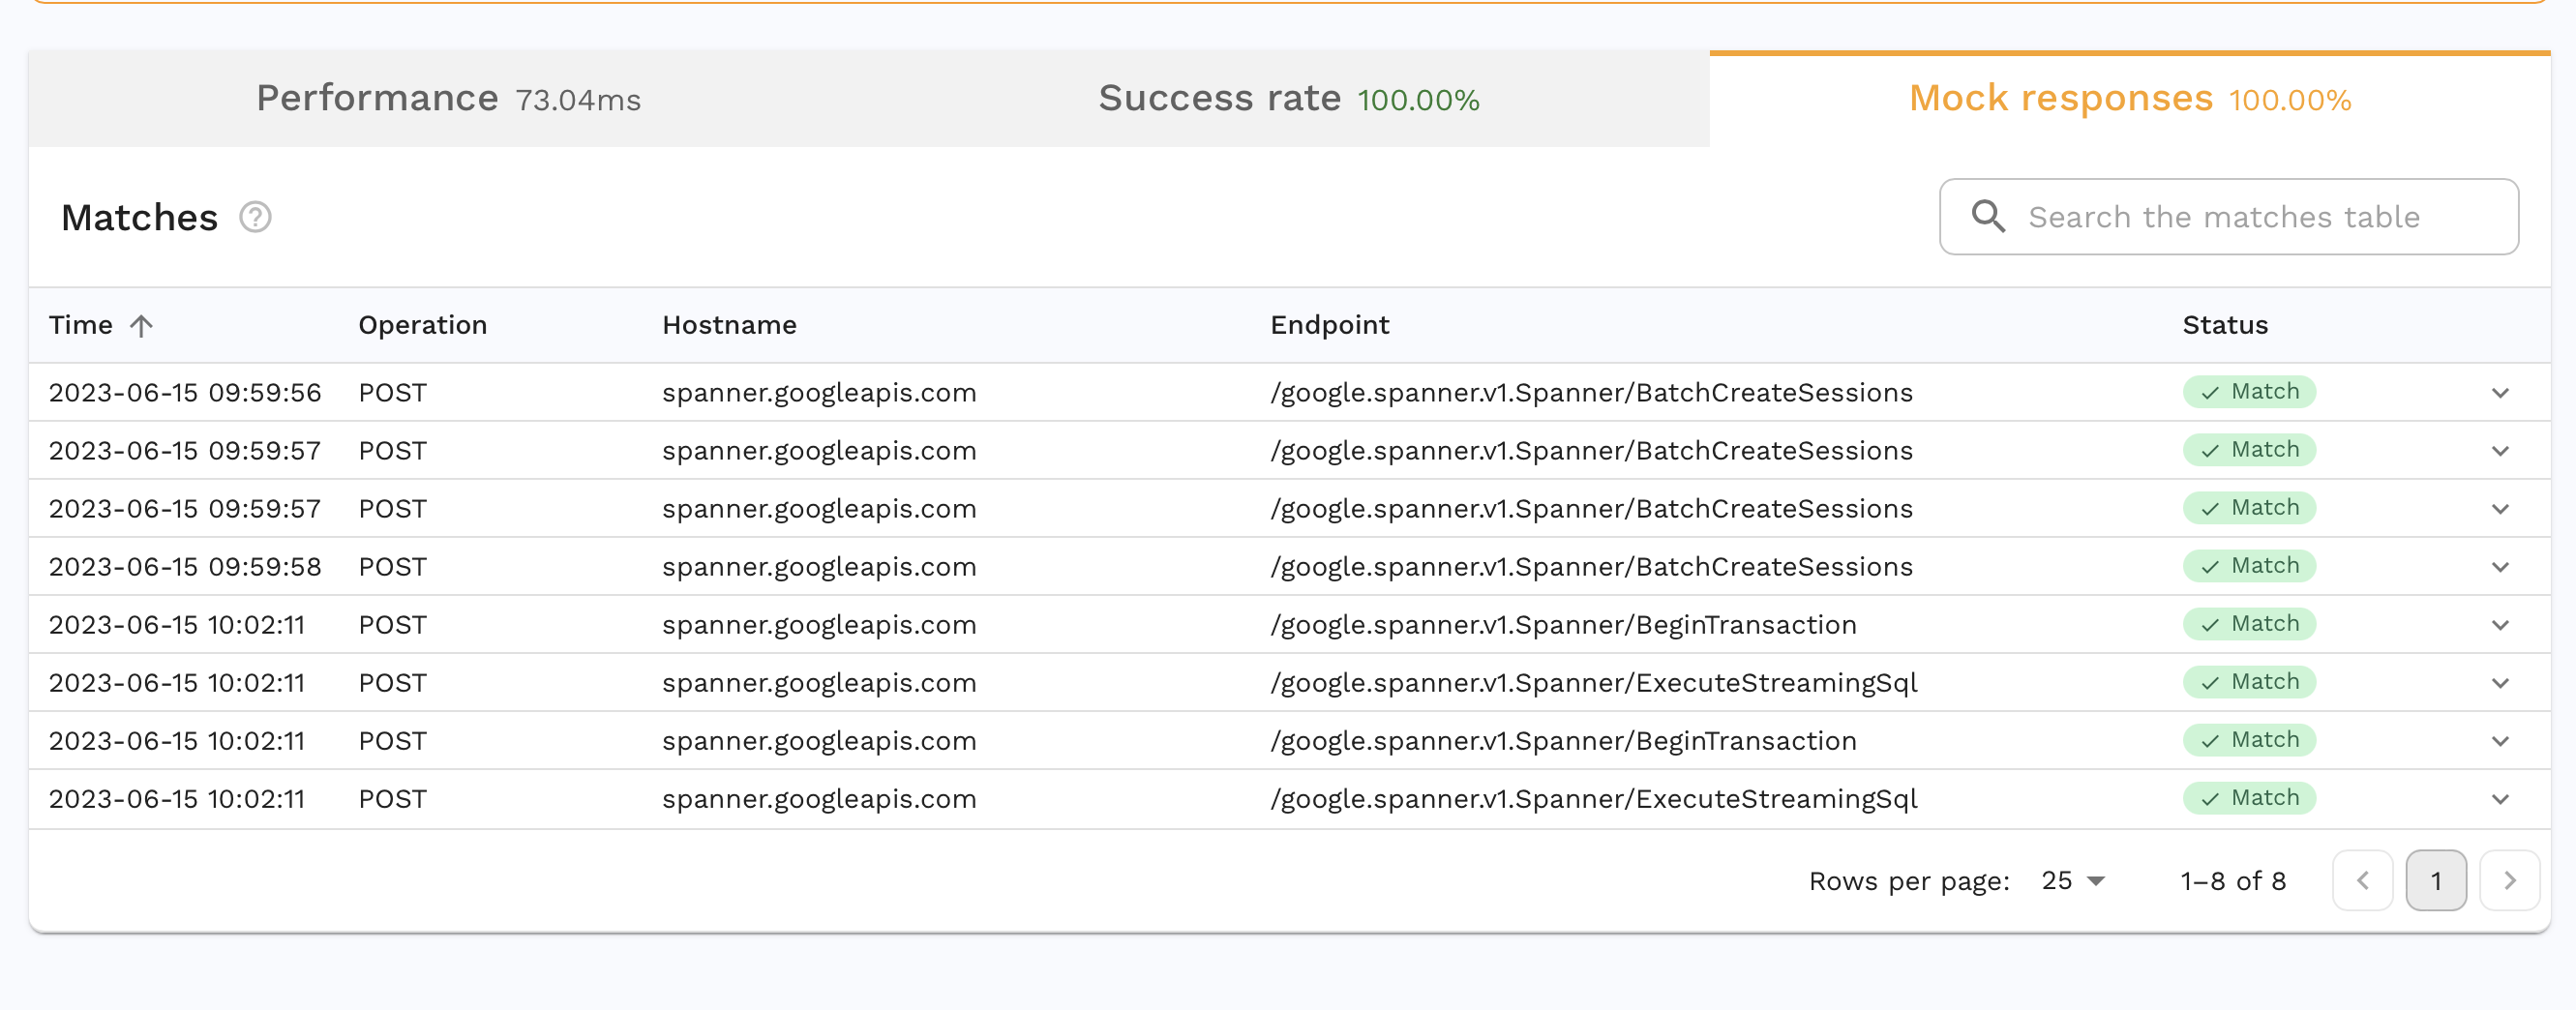 Performance 73.04ms Success rate 100.00% Mock responses 100.00%
Matches ? Search the matches table
Time Operation Hostname Endpoint Status
2023-06-15 09:59:56 POST spanner.googleapis.com /google.spanner.v1.Spanner/BatchCreateSessions Match
2023-06-15 09:59:57 POST spanner.googleapis.com /google.spanner.v1.Spanner/BatchCreateSessions Match
2023-06-15 09:59:57 POST spanner.googleapis.com /google.spanner.v1.Spanner/BatchCreateSessions Match
2023-06-15 09:59:58 POST spanner.googleapis.com /google.spanner.v1.Spanner/BatchCreateSessions Match
2023-06-15 10:02:11 POST spanner.googleapis.com /google.spanner.v1.Spanner/BeginTransaction Match
2023-06-15 10:02:11 POST spanner.googleapis.com /google.spanner.v1.Spanner/ExecuteStreamingSql Match
2023-06-15 10:02:11 POST spanner.googleapis.com /google.spanner.v1.Spanner/BeginTransaction Match
2023-06-15 10:02:11 POST spanner.googleapis.com /google.spanner.v1.Spanner/ExecuteStreamingSql Match
Rows per page: 25 1–8 of 8 1